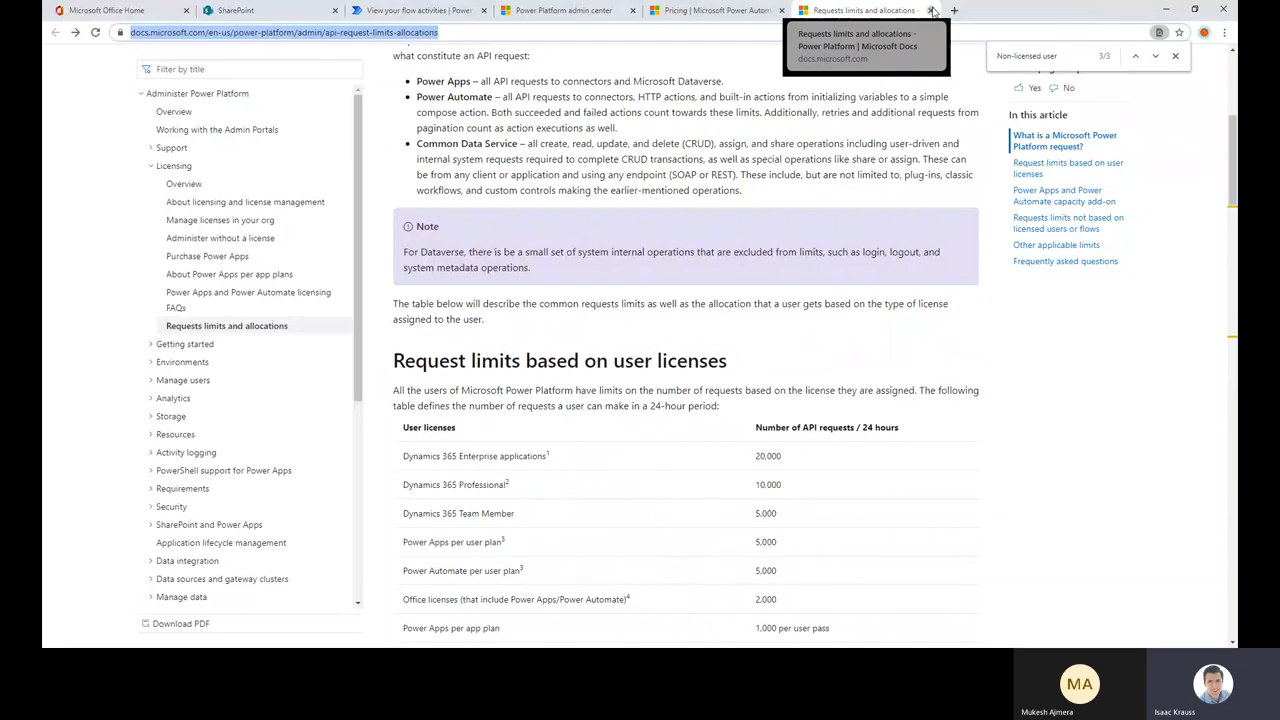 Microsoft Office Home
SharePoint
View your flow activities | Power
Power Platform admin center
Pricing | Microsoft Power Autom
Requests limits and allocations -
docs.microsoft.com/en-us/power-platform/admin/api-request-limits-allocations
Requests limits and allocations -
Power Platform | Microsoft Docs
docs.microsoft.com
Non-licensed user
3/3
Filter by title
Administer Power Platform
Overview
Working with the Admin Portals
Support
Licensing
Overview
About licensing and license management
Manage licenses in your org
Administer without a license
Purchase Power Apps
About Power Apps per app plans
Power Apps and Power Automate licensing
FAQs
Requests limits and allocations
Getting started
Environments
Manage users
Analytics
Storage
Resources
Activity logging
PowerShell support for Power Apps
Requirements
Security
SharePoint and Power Apps
Application lifecycle management
Data integration
Data sources and gateway clusters
Manage data
Download PDF
what constitute an API request:
• Power Apps – all API requests to connectors and Microsoft Dataverse.
• Power Automate – all API requests to connectors, HTTP actions, and built-in actions from initializing variables to a simple
compose action. Both succeeded and failed actions count towards these limits. Additionally, retries and additional requests from
pagination count as action executions as well.
• Common Data Service – all create, read, update, and delete (CRUD), assign, and share operations including user-driven and
internal system requests required to complete CRUD transactions, as well as special operations like share or assign. These can
be from any client or application and using any endpoint (SOAP or REST). These include, but are not limited to, plug-ins, classic
workflows, and custom controls making the earlier-mentioned operations.
Note
For Dataverse, there is be a small set of system internal operations that are excluded from limits, such as login, logout, and
system metadata operations.
The table below will describe the common requests limits as well as the allocation that a user gets based on the type of license
assigned to the user.
Request limits based on user licenses
All the users of Microsoft Power Platform have limits on the number of requests based on the license they are assigned. The following
table defines the number of requests a user can make in a 24-hour period:
User licenses Number of API requests / 24 hours
Dynamics 365 Enterprise applications1 20,000
Dynamics 365 Professional2 10,000
Dynamics 365 Team Member 5,000
Power Apps per user plan3 5,000
Power Automate per user plan3 5,000
Office licenses (that include Power Apps/Power Automate)4 2,000
Power Apps per app plan 1,000 per user pass
Yes No
In this article
What is a Microsoft Power
Platform request?
Request limits based on user
licenses
Power Apps and Power
Automate capacity add-on
Requests limits not based on
licensed users or flows
Other applicable limits
Frequently asked questions
MA
Mukesh Ajmera
Isaac Krauss